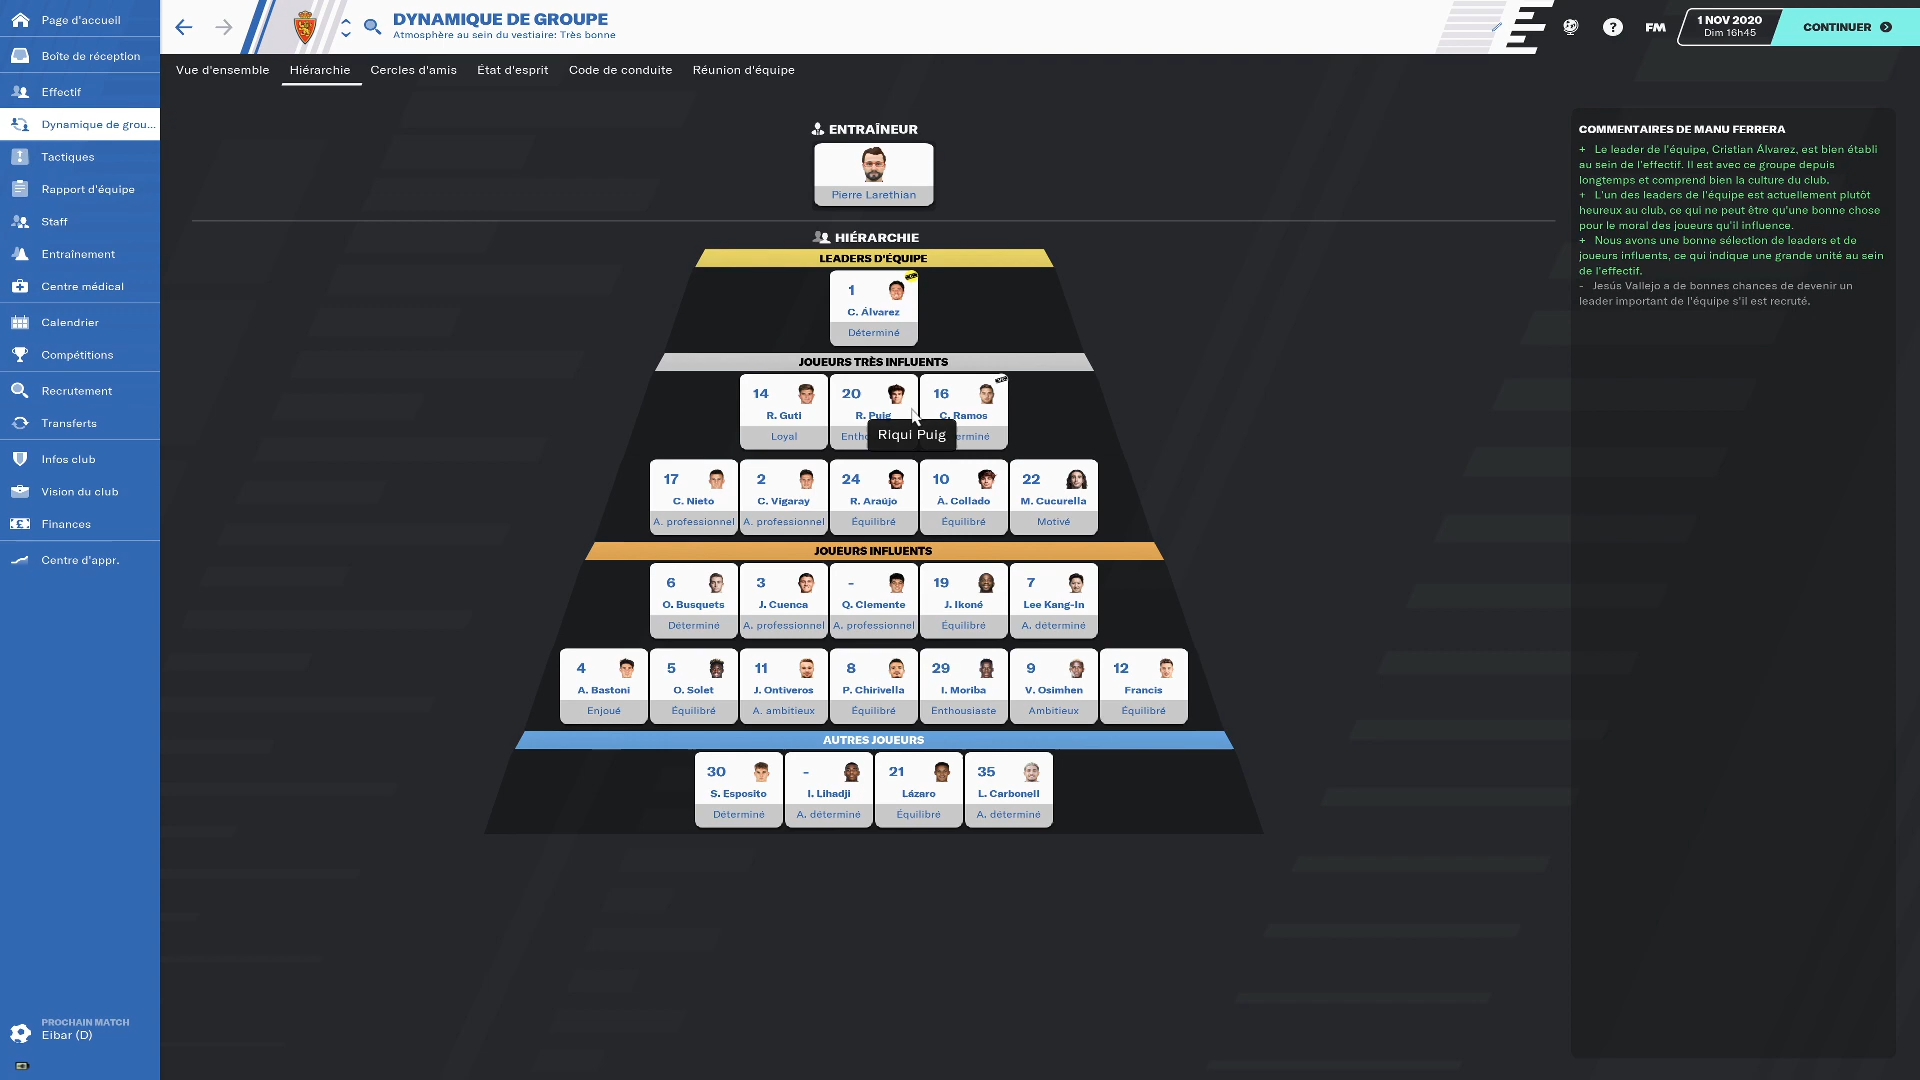 Page d'accueil
Boîte de réception
Effectif
Dynamique de grou...
Tactiques
Rapport d'équipe
Staff
Entraînement
Centre médical
Calendrier
Compétitions
Recrutement
Transferts
Infos club
Vision du club
Finances
Centre d'appr.
PROCHAIN MATCH
Eibar (D)
DYNAMIQUE DE GROUPE
Atmosphère au sein du vestiaire: Très bonne
FM
1 NOV 2020
Dim 16h45
CONTINUER
Vue d'ensemble Hiérarchie Cercles d'amis État d'esprit Code de conduite Réunion d'équipe
ENTRAÎNEUR
Pierre Larethian
HIÉRARCHIE
LEADERS D'ÉQUIPE
1
C. Álvarez
Déterminé
JOUEURS TRÈS INFLUENTS
14 20 16
R. Guti R. Puig C. Ramos
Loyal
Riqui Puig
17 2 24 10 22
C. Nieto C. Vigaray R. Araújo À. Collado M. Cucurella
A. professionnel A. professionnel Équilibré Équilibré Motivé
JOUEURS INFLUENTS
6 3 - 19 7
O. Busquets J. Cuenca Q. Clemente J. Ikoné Lee Kang-In
Déterminé A. professionnel A. professionnel Équilibré A. déterminé
4 5 11 8 29 9 12
A. Bastoni O. Solet J. Ontiveros P. Chirivella I. Moriba V. Osimhen Francis
Enjoué Équilibré A. ambitieux Équilibré Enthousiaste Ambitieux Équilibré
AUTRES JOUEURS
30 - 21 35
S. Esposito I. Lihadji Lázaro L. Carbonell
Déterminé A. déterminé Équilibré A. déterminé
COMMENTAIRES DE MANU FERRERA
+ Le leader de l'équipe, Cristian Álvarez, est bien établi
au sein de l'effectif. Il est avec ce groupe depuis
longtemps et comprend bien la culture du club.
+ L'un des leaders de l'équipe est actuellement plutôt
heureux au club, ce qui ne peut être qu'une bonne chose
pour le moral des joueurs qu'il influence.
+ Nous avons une bonne sélection de leaders et de
joueurs influents, ce qui indique une grande unité au sein
de l'effectif.
- Jesús Vallejo a de bonnes chances de devenir un
leader important de l'équipe s'il est recruté.